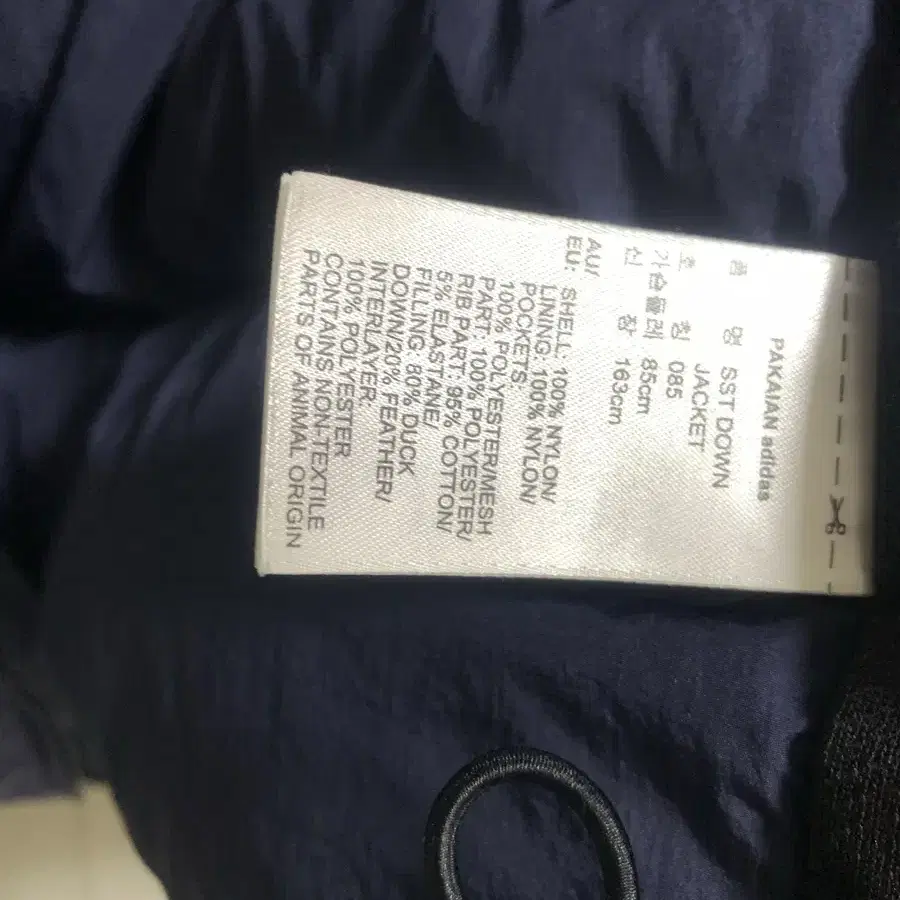 PAKAIAN adidas
품 명 SST DOWN
JACKET
호 칭 085
가슴둘레 85cm
신 장 163cm
AU/
EU:
SHELL: 100% NYLON/
LINING: 100% NYLON/
POCKETS:
100% POLYESTER/MESH
PART: 100% POLYESTER/
RIB PART: 95% COTTON/
5% ELASTANE/
FILLING: 80% DUCK
DOWN/20% FEATHER/
INTERLAYER:
100% POLYESTER
CONTAINS NON-TEXTILE
PARTS OF ANIMAL ORIGIN